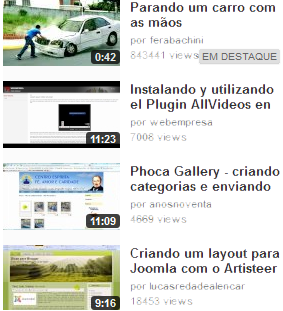 Parando um carro com
as mãos
por ferabachini
843441 views
EM DESTAQUE
0:42
Instalando y utilizando
el Plugin AllVideos en
por webempresa
7008 views
11:23
Phoca Gallery - criando
categorias e enviando
por anosnoventa
4669 views
11:09
Criando um layout para
Joomla com o Artisteer
por lucasredadealencar
18453 views
9:16